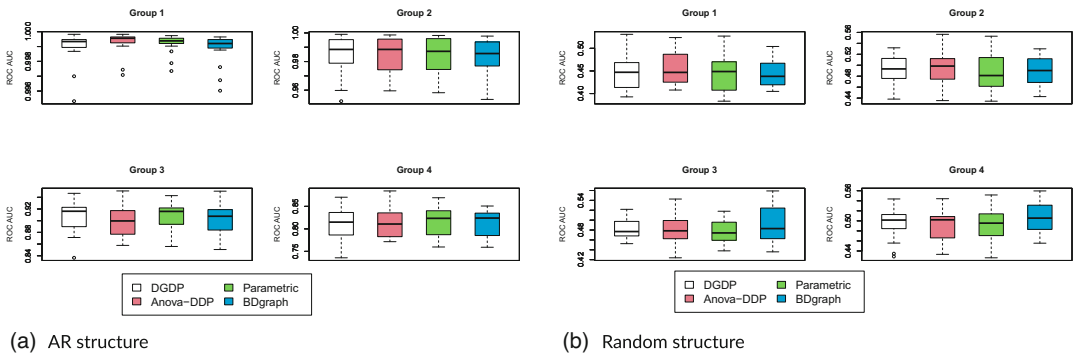 Group 1
ROC AUC
0.996 0.998 1.000
Group 2
ROC AUC
0.96 0.98 1.00
Group 3
ROC AUC
0.84 0.88 0.92
Group 4
ROC AUC
0.75 0.80 0.85
DGDP
Anova-DDP
Parametric
BDgraph
(a) AR structure
Group 1
ROC AUC
0.40 0.45 0.50
Group 2
ROC AUC
0.44 0.48 0.52 0.56
Group 3
ROC AUC
0.42 0.48 0.54
Group 4
ROC AUC
0.44 0.50 0.56
DGDP
Anova-DDP
Parametric
BDgraph
(b) Random structure